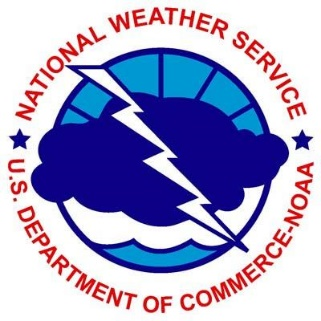 NATIONAL WEATHER SERVICE
U.S. DEPARTMENT OF COMMERCE-NOAA